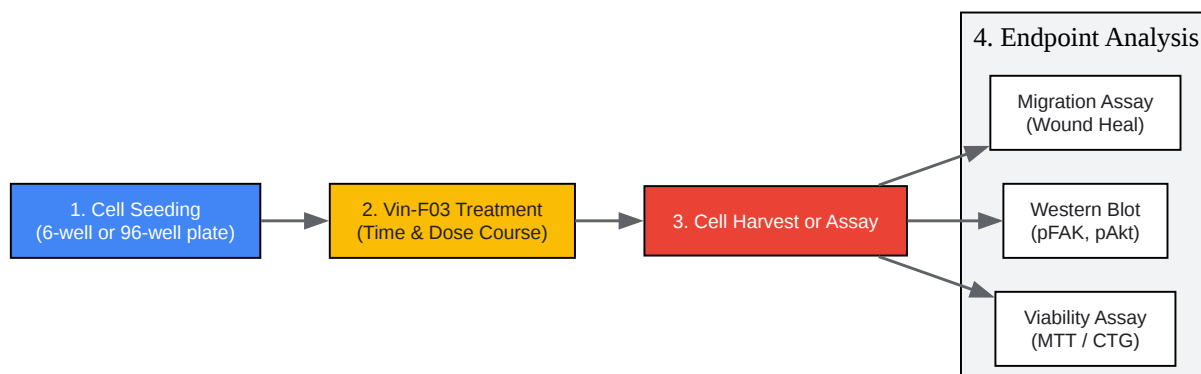 1. Cell Seeding
(6-well or 96-well plate)
2. Vin-F03 Treatment
(Time & Dose Course)
3. Cell Harvest or Assay
4. Endpoint Analysis
Migration Assay
(Wound Heal)
Western Blot
(pFAK, pAkt)
Viability Assay
(MTT / CTG)